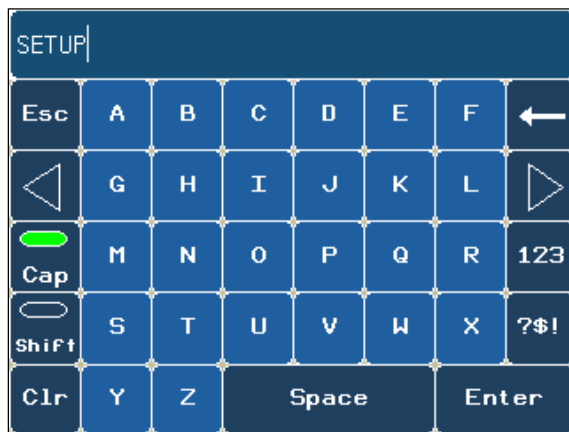 SETUP
Esc A B C D E F
G H I J K L
Cap M N O P Q R 123
Shift S T U V W X ?$!
Clr Y Z Space Enter